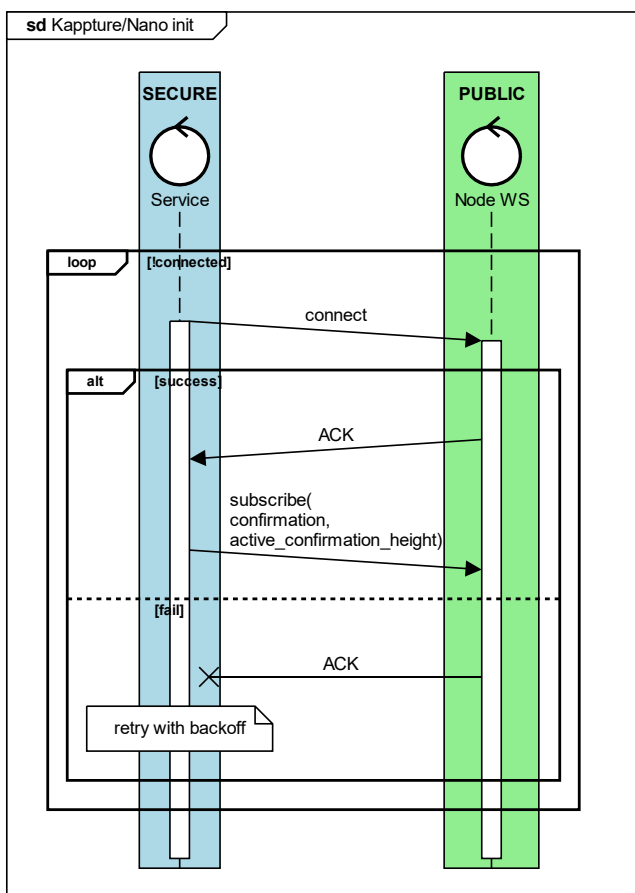 sd Kappture/Nano init
SECURE
PUBLIC
Service
Node WS
loop
[!connected]
connect
alt
[success]
ACK
subscribe(
confirmation,
active_confirmation_height)
[fail]
ACK
retry with backoff